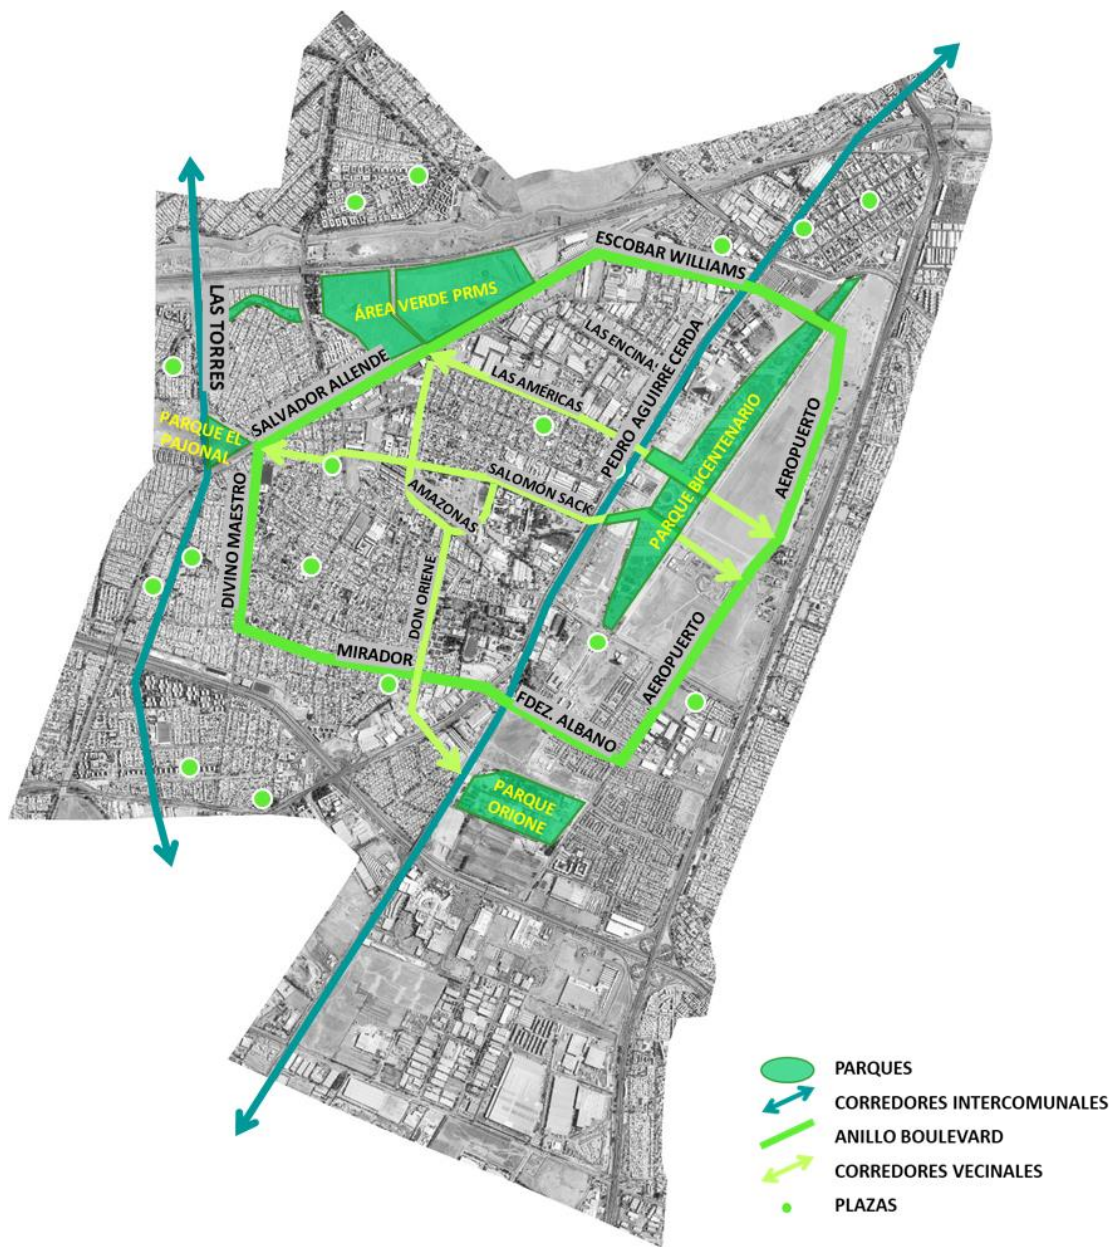 ESCOBAR WILLIAMS
LAS TORRES
ÁREA VERDE PRMS
LAS ENCINA'
PEDRO AGUIRRE CERDA
SALVADOR ALLENDE
LAS AMÉRICAS
PARQUE EL
PAJONAL
PARQUE BICENTENARIO
AEROPUERTO
SALOMÓN SACK
AMAZONAS
DIVINO MAESTRO
DON ORIENE
AEROPUERTO
MIRADOR
FDEZ. ALBANO
PARQUE
ORIONE
PARQUES
CORREDORES INTERCOMUNALES
ANILLO BOULEVARD
CORREDORES VECINALES
PLAZAS